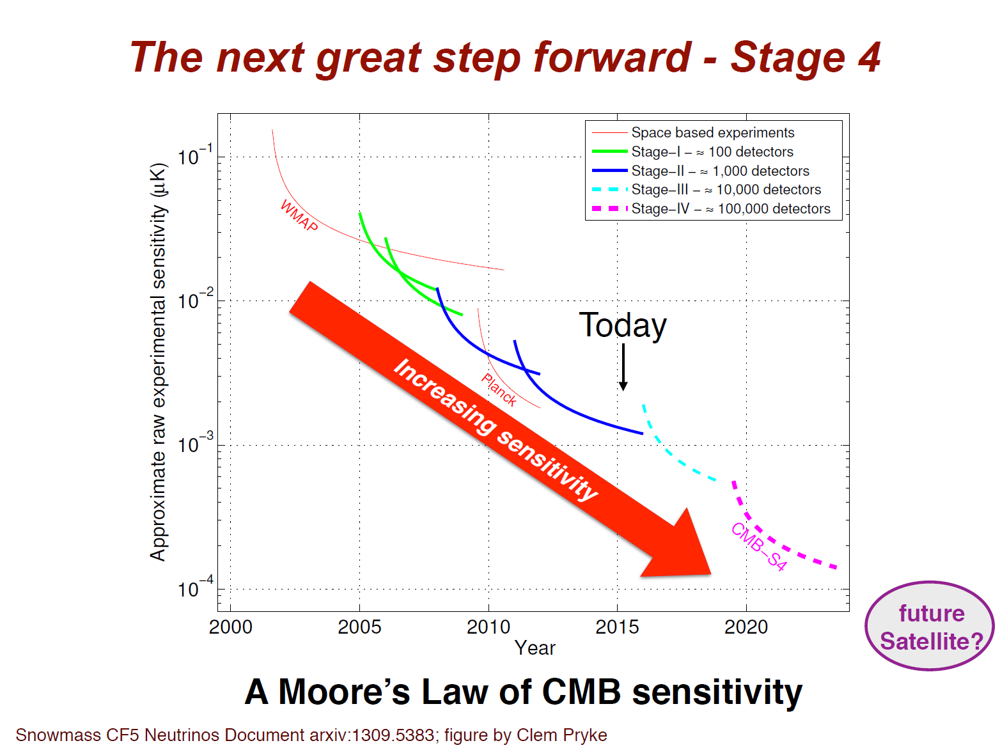 The next great step forward - Stage 4
Approximate raw experimental sensitivity (μK)
10⁻¹
10⁻²
10⁻³
10⁻⁴
Space based experiments
Stage−I − ≈ 100 detectors
Stage−II − ≈ 1,000 detectors
Stage−III − ≈ 10,000 detectors
Stage−IV − ≈ 100,000 detectors
WMAP
Today
Increasing sensitivity
Planck
CMB−S4
2000 2005 2010 2015 2020
Year
future
Satellite?
A Moore’s Law of CMB sensitivity
Snowmass CF5 Neutrinos Document arxiv:1309.5383; figure by Clem Pryke